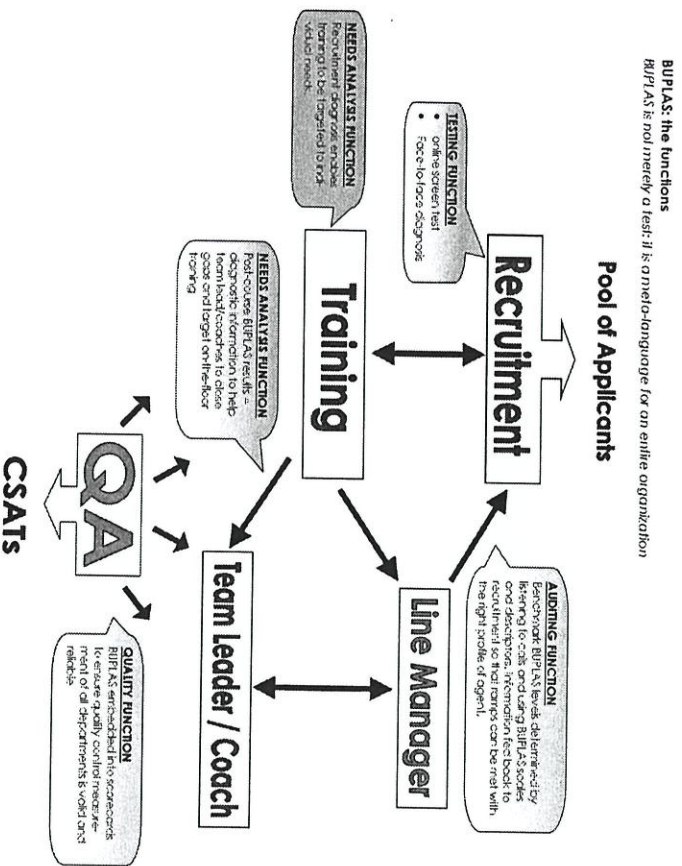 BUPLAS: the functions
BUPLAS is not merely a test: it is a meta-language for an entire organization
Pool of Applicants
Recruitment
TESTING FUNCTION
• online screen test
• Face-to-face diagnosis
AUDITING FUNCTION
Benchmark BUPLAS levels determined by
listening to calls and using BUPLAS scales
and descriptors. Information fed back to
recruitment so that ramps can be met with
the right profile of agent.
Training
NEEDS ANALYSIS FUNCTION
Recruitment diagnosis enables
training to be targeted to indi-
vidual needs
Line Manager
NEEDS ANALYSIS FUNCTION
Post-course BUPLAS results =
diagnostic information to help
team lead/coaches to close
gaps and target on-the-floor
training
Team Leader / Coach
QA
QUALITY FUNCTION
BUPLAS embedded into scorecards
to ensure quality control measure-
ment of all departments is valid and
reliable
CSATs